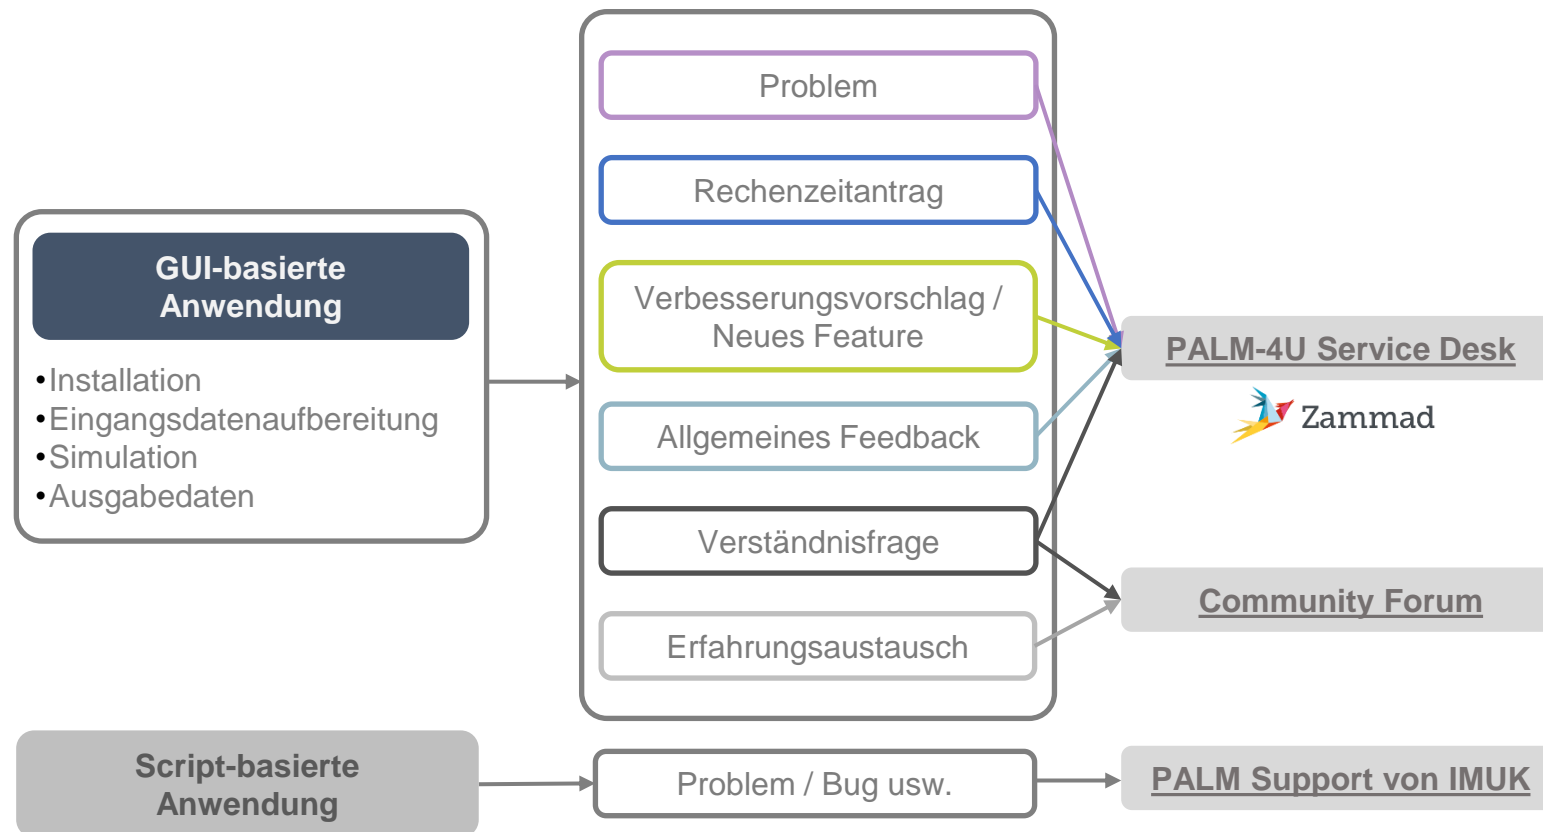 GUI-basierte
Anwendung
•Installation
•Eingangsdatenaufbereitung
•Simulation
•Ausgabedaten
Problem
Rechenzeitantrag
Verbesserungsvorschlag /
Neues Feature
Allgemeines Feedback
Verständnisfrage
Erfahrungsaustausch
PALM-4U Service Desk
Zammad
Community Forum
Script-basierte
Anwendung
Problem / Bug usw.
PALM Support von IMUK